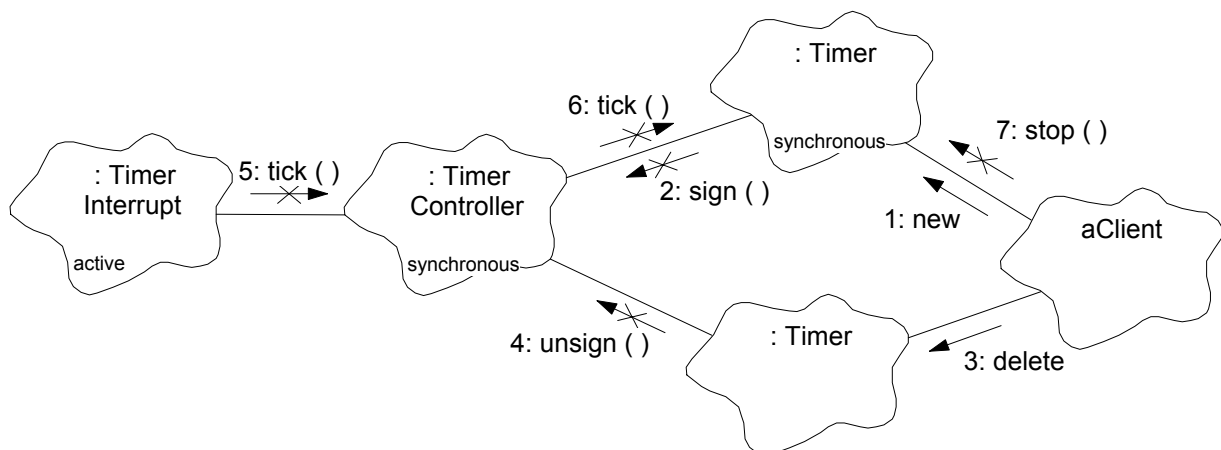 : Timer
synchronous
6: tick ( )
2: sign ( )
7: stop ( )
1: new
: Timer
Interrupt
active
5: tick ( )
: Timer
Controller
synchronous
aClient
4: unsign ( )
: Timer
3: delete